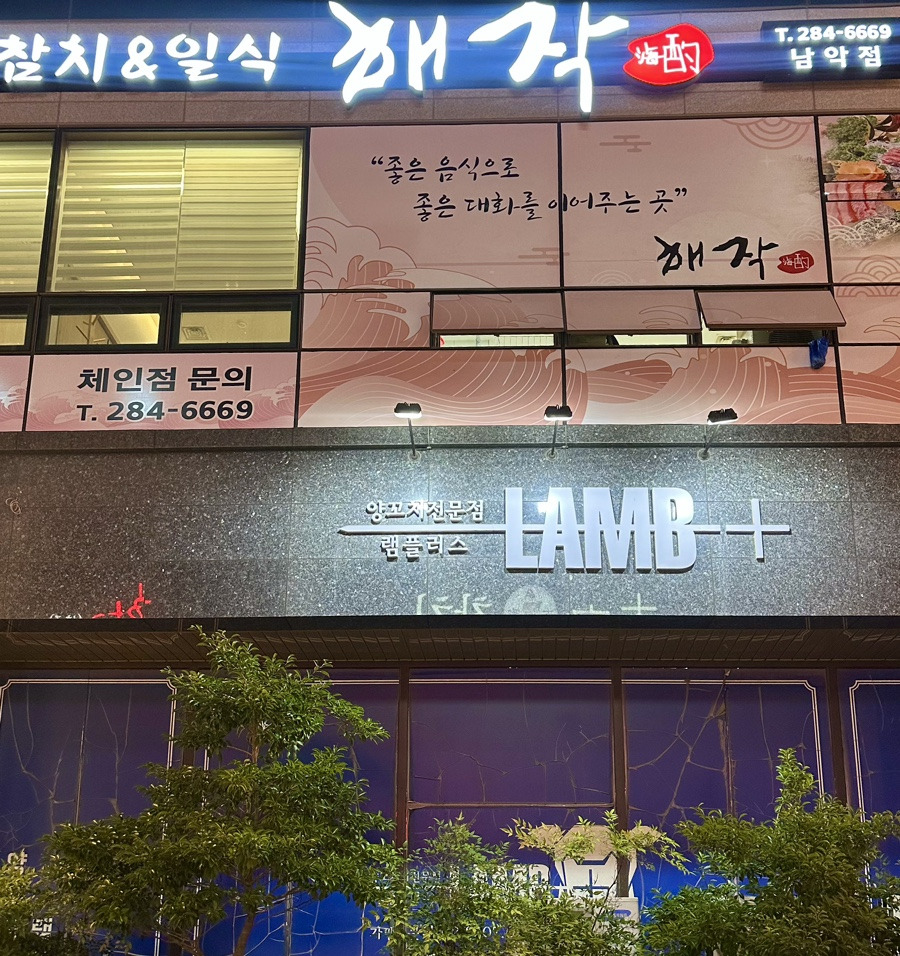 참치&일식 해작 海酌
T. 284-6669
남악점
“좋은 음식으로
좋은 대화를 이어주는 곳”
해작 海酌
체인점 문의
T. 284-6669
양꼬치전문점
램플러스
LAMB+